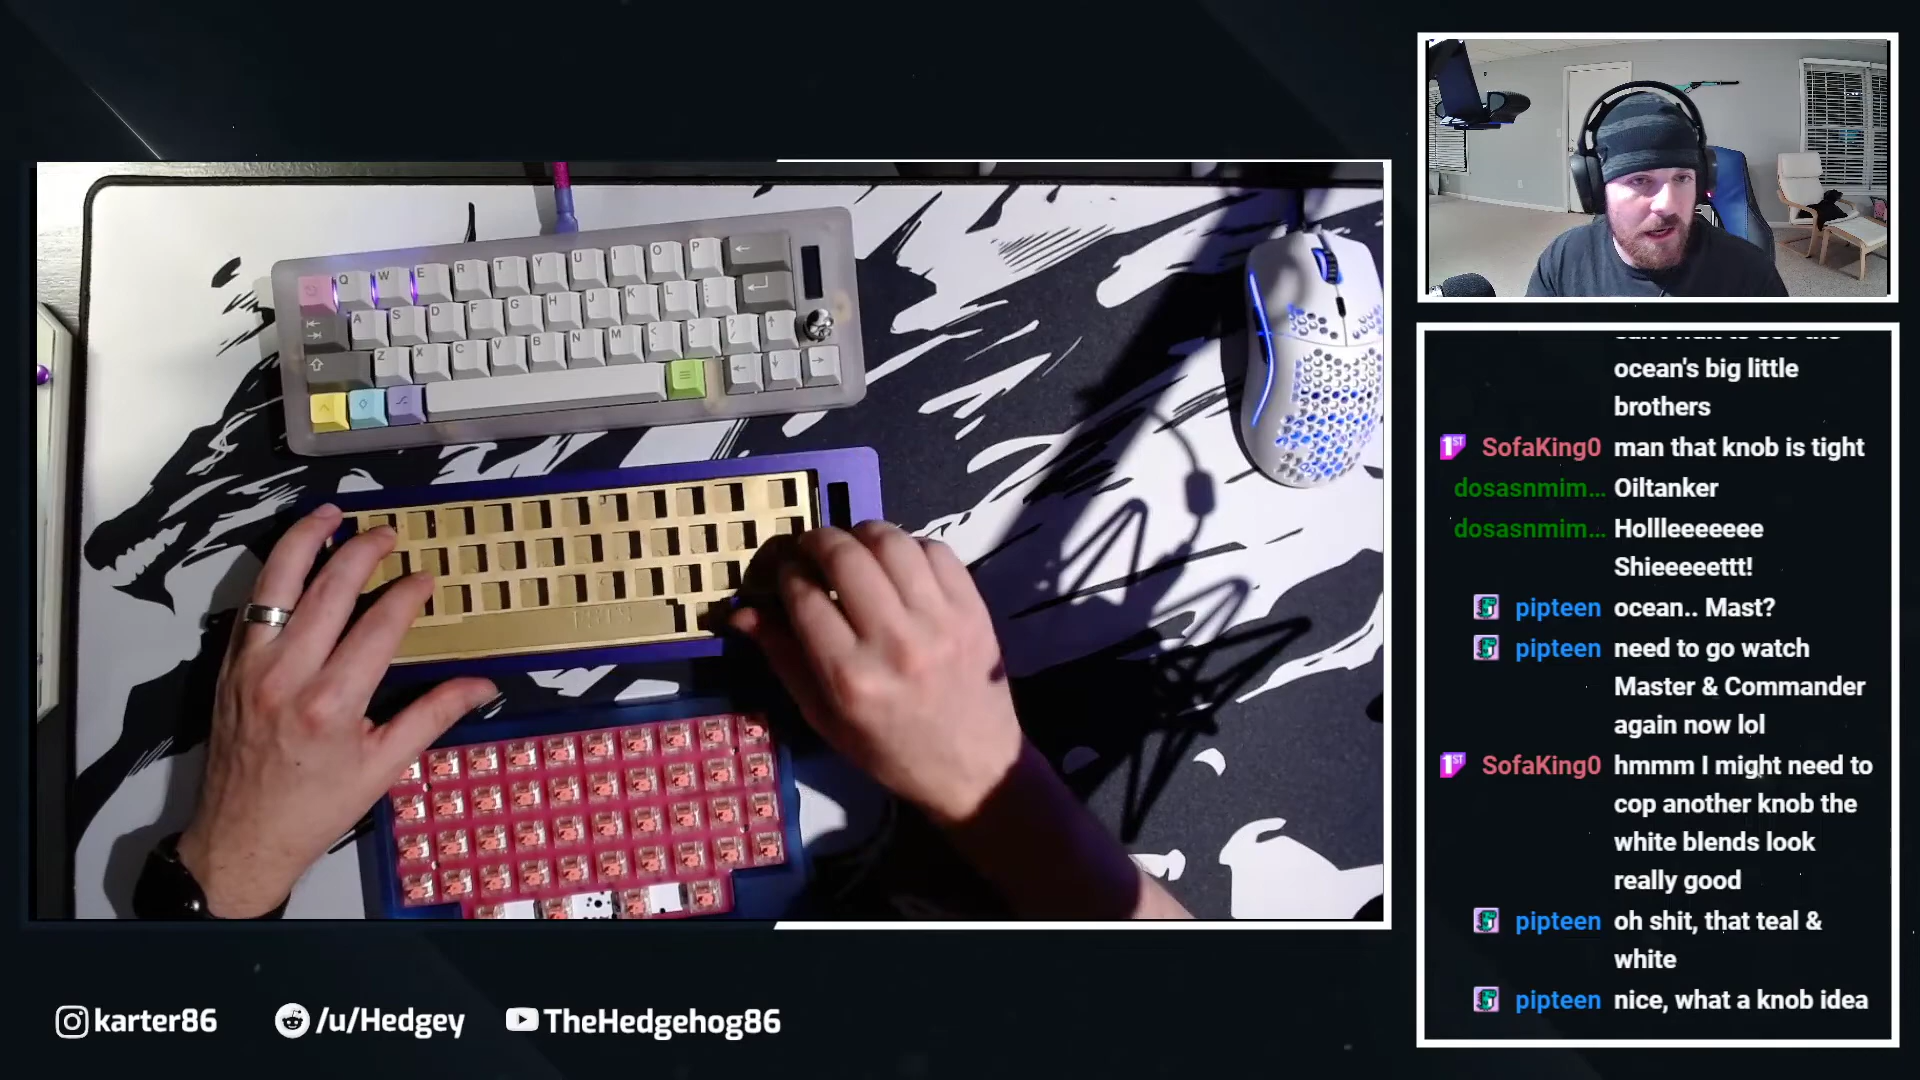 Q W E R T Y U I O P
A S D F G H J K L
Z X C V B N M
ocean's big little
brothers
1ST SofaKing0 man that knob is tight
dosasnmim... Oiltanker
dosasnmim... Hollleeeeeee
Shieeeeettt!
pipteen ocean.. Mast?
pipteen need to go watch
Master & Commander
again now lol
1ST SofaKing0 hmmm I might need to
cop another knob the
white blends look
really good
pipteen oh shit, that teal &
white
pipteen nice, what a knob idea
karter86 /u/Hedgey TheHedgehog86